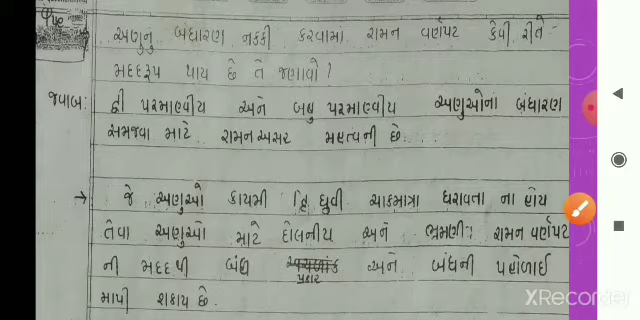 અણુનુ બંધારણ નક્કી કરવામાં રામન વર્ણપટ કેવી રીતે
મદદરૂપ થાય છે તે જણાવો ?
જવાબ: દ્વી પરમાણ્વીય અને બહુ પરમાણ્વીય અણુઓનાં બંધારણ
સમજવા માટે રામન અસર મહત્વની છે. . . .
→ જે અણુઓ કાયમી દ્વિ ધ્રુવી ચાકમાત્રા ધરાવતા ના હોય
તેવા અણુઓ માટે દોલનીય અને ભ્રમણીય રામન વર્ણપટ
ની મદદથી બંધ પ્રકાર અને બંધની પહોળાઈ
માપી શકાય છે.
XRecorder